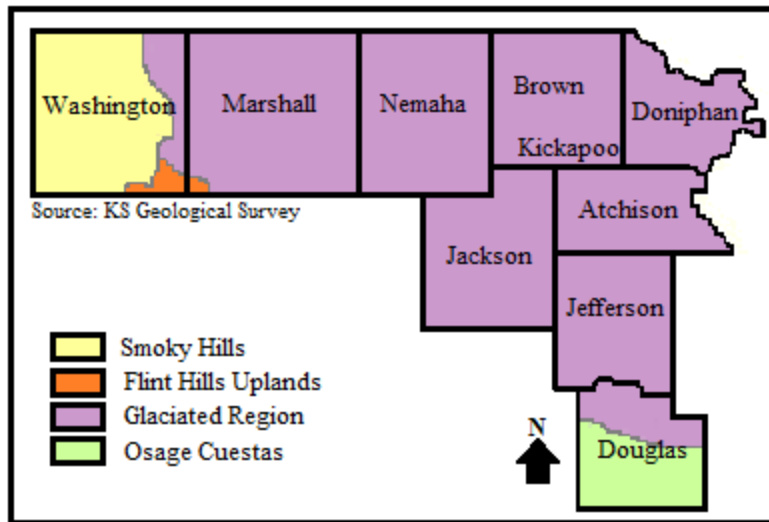 Washington
Marshall
Nemaha
Brown
Kickapoo
Doniphan
Source: KS Geological Survey
Atchison
Jackson
Jefferson
Smoky Hills
Flint Hills Uplands
Glaciated Region
Osage Cuestas
N
Douglas